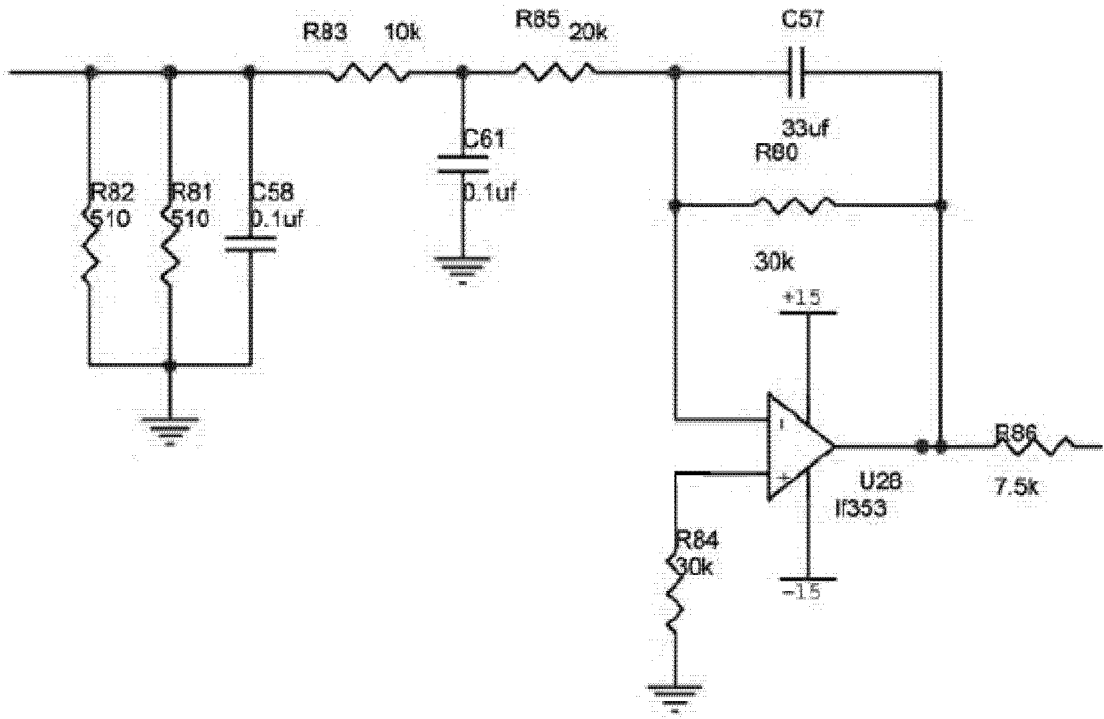 R83 10k
R85 20k
C57
33uf
C61
0.1uf
R82
510
R81
510
C58
0.1uf
R80
30k
+15
-
+
U28
lf353
-15
R84
30k
R86
7.5k